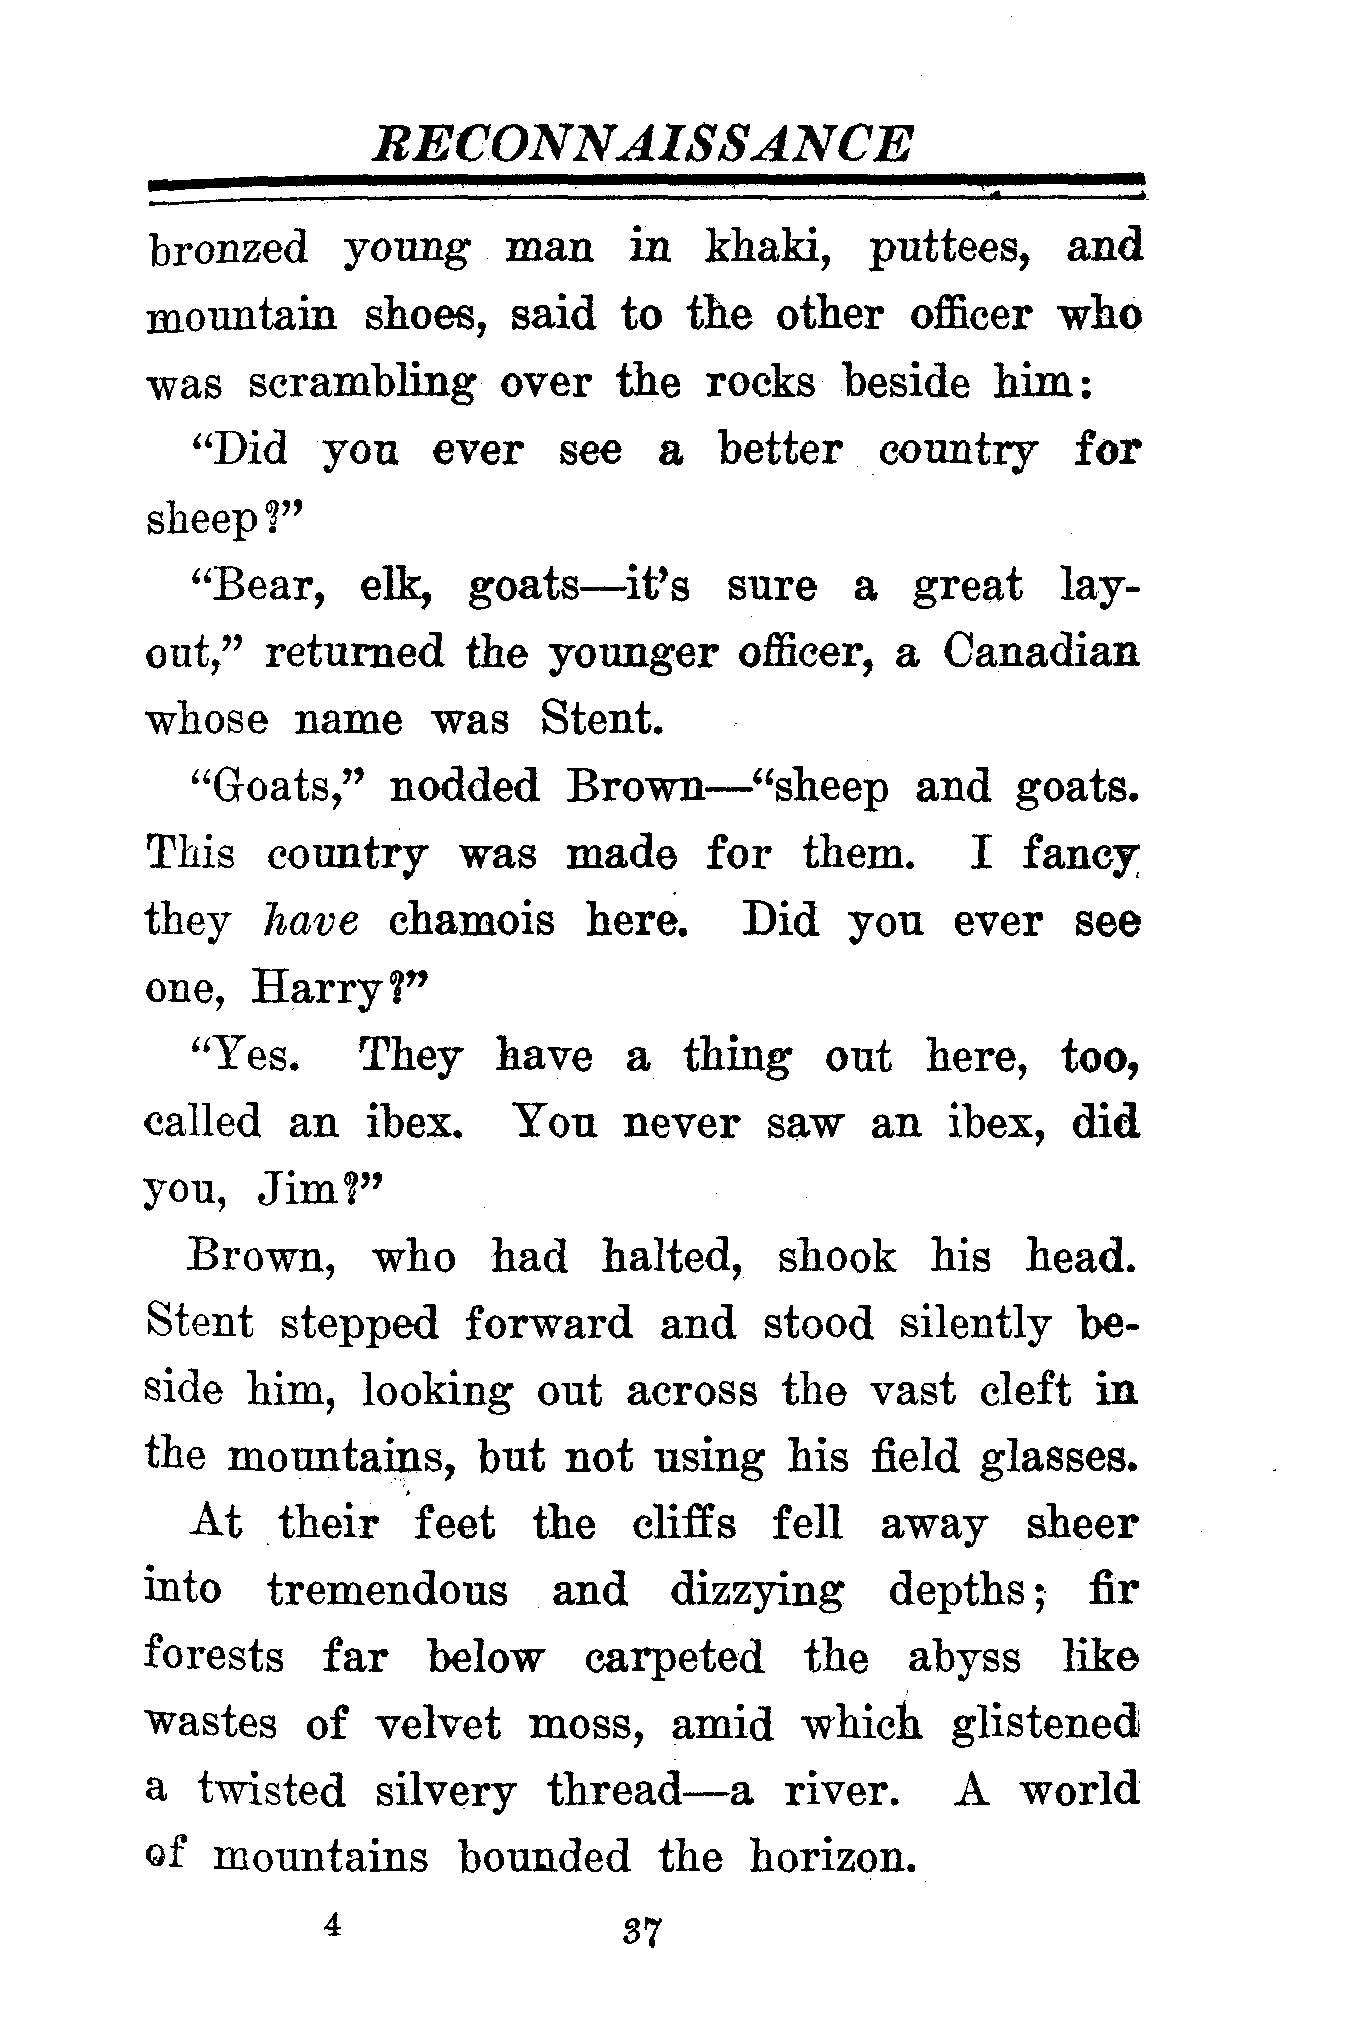 RECONNAISSANCE
bronzed young man in khaki, puttees, and
mountain shoes, said to the other officer who
was scrambling over the rocks beside him:
“Did you ever see a better country for
sheep?”
“Bear, elk, goats—it’s sure a great lay-
out,” returned the younger officer, a Canadian
whose name was Stent.
“Goats,” nodded Brown—“sheep and goats.
This country was made for them. I fancy
they have chamois here. Did you ever see
one, Harry?”
“Yes. They have a thing out here, too,
called an ibex. You never saw an ibex, did
you, Jim?”
Brown, who had halted, shook his head.
Stent stepped forward and stood silently be-
side him, looking out across the vast cleft in
the mountains, but not using his field glasses.
At their feet the cliffs fell away sheer
into tremendous and dizzying depths; fir
forests far below carpeted the abyss like
wastes of velvet moss, amid which glistened
a twisted silvery thread—a river. A world
of mountains bounded the horizon.
4 37